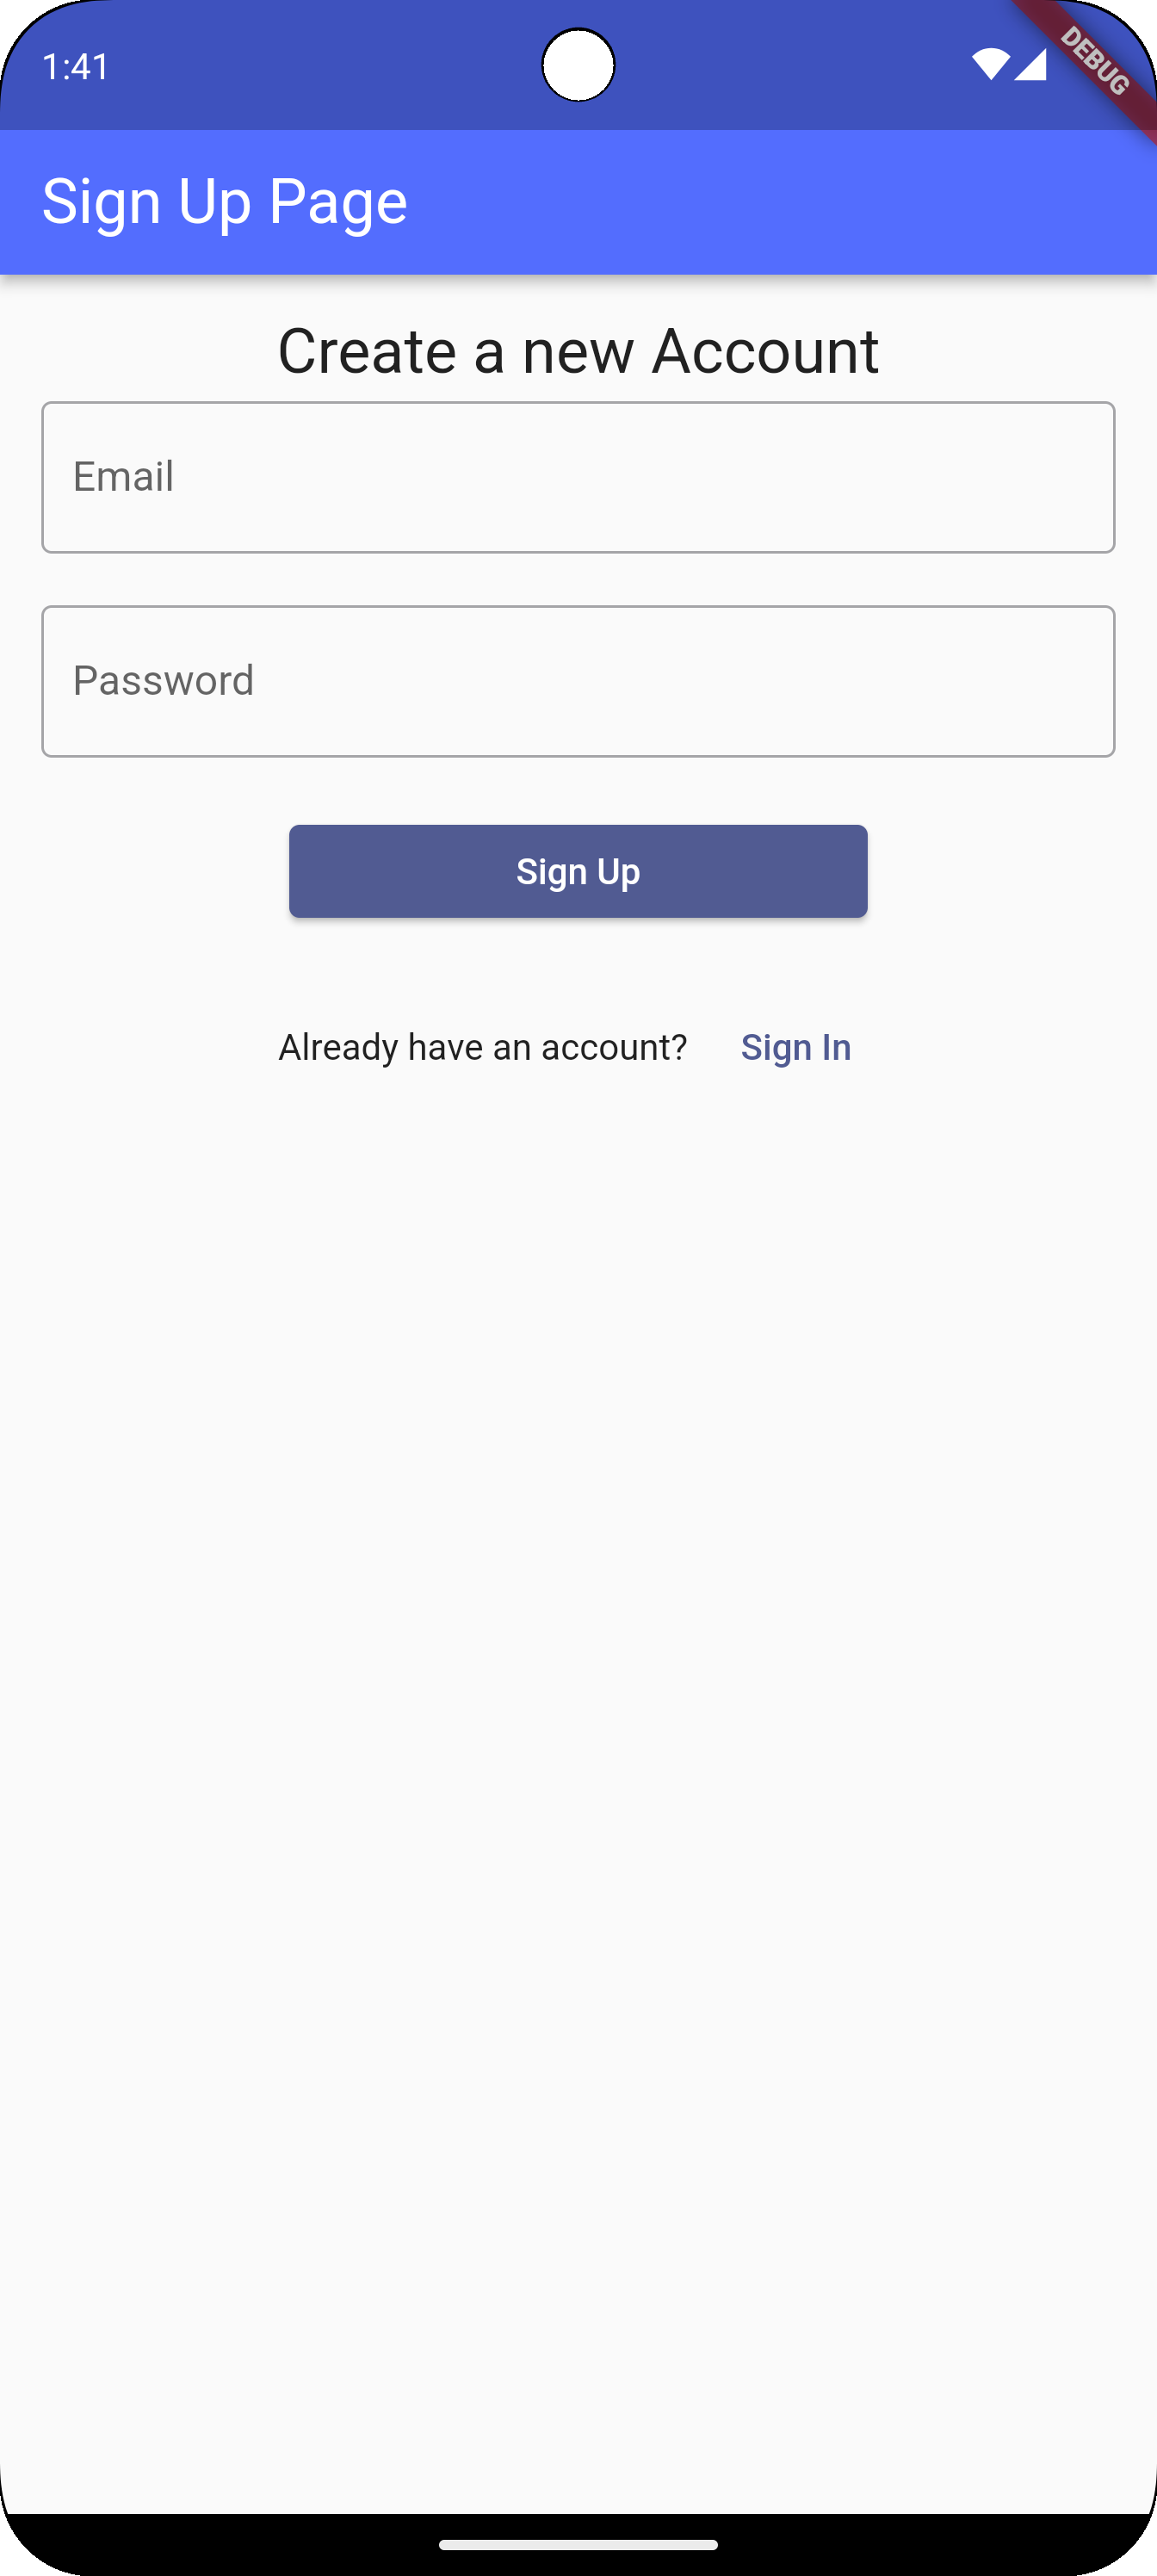 1:41
DEBUG
Sign Up Page
Create a new Account
Email
Password
Sign Up
Already have an account? Sign In